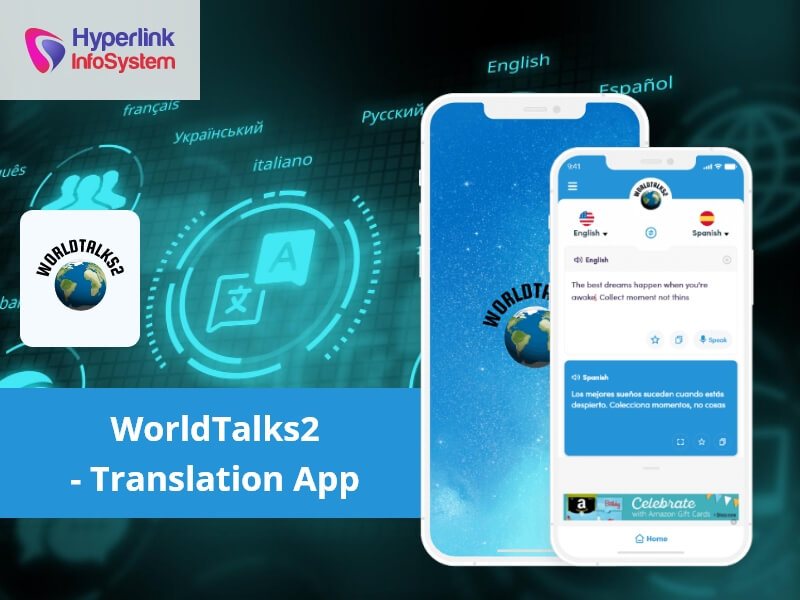 Hyperlink
InfoSystem
English
Español
français
Русский
Український
italiano
WORLDTALKS2
WorldTalks2
- Translation App
9:41
WORLDTALKS2
English
Spanish
English
The best dreams happen when you're
awake. Collect moment not thins
Speak
Spanish
Los mejores sueños suceden cuando estás
despierto. Colecciona momentos, no cosas
Celebrate
with Amazon Gift Cards
Home